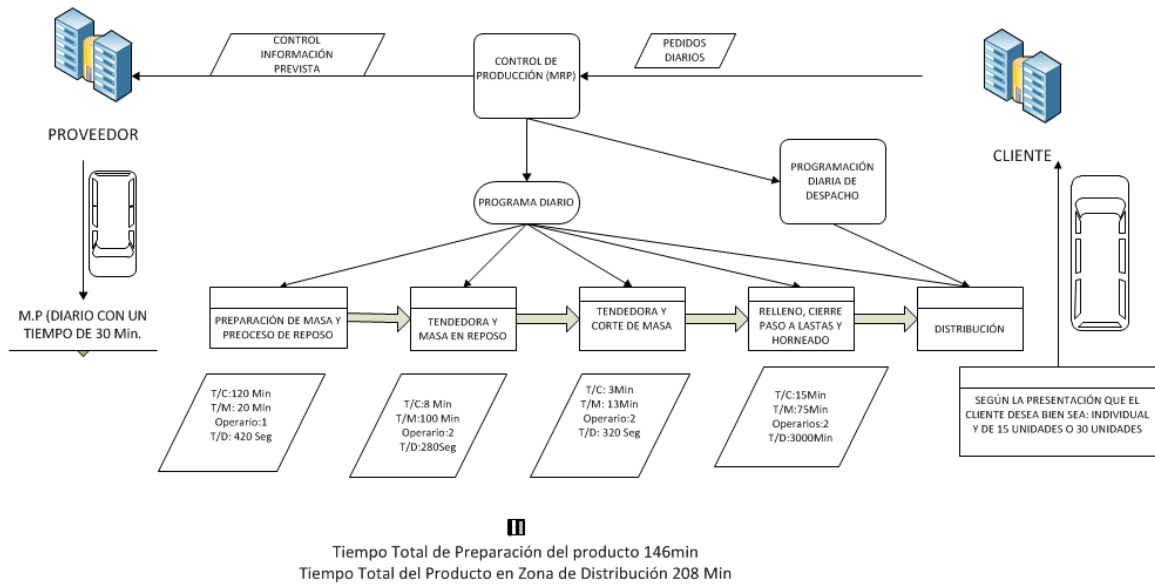 CONTROL
INFORMACIÓN
PREVISTA
CONTROL DE
PRODUCCIÓN (MRP)
PEDIDOS
DIARIOS
PROVEEDOR
CLIENTE
PROGRAMACIÓN
DIARIA DE
DESPACHO
PROGRAMA DIARIO
M.P (DIARIO CON UN
TIEMPO DE 30 Min.
PREPARACIÓN DE MASA Y
PREOCESO DE REPOSO
TENDEDORA Y
MASA EN REPOSO
TENDEDORA Y
CORTE DE MASA
RELLENO, CIERRE
PASO A LASTAS Y
HORNEADO
DISTRIBUCIÓN
T/C:120 Min
T/M: 20 Min
Operario:1
T/D: 420 Seg
T/C:8 Min
T/M:100 Min
Operario:2
T/D:280Seg
T/C: 3Min
T/M: 13Min
Operario:2
T/D: 320 Seg
T/C:15Min
T/M:75Min
Operarios:2
T/D:3000Min
SEGÚN LA PRESENTACIÓN QUE EL
CLIENTE DESEA BIEN SEA: INDIVIDUAL
Y DE 15 UNIDADES O 30 UNIDADES
Tiempo Total de Preparación del producto 146min
Tiempo Total del Producto en Zona de Distribución 208 Min